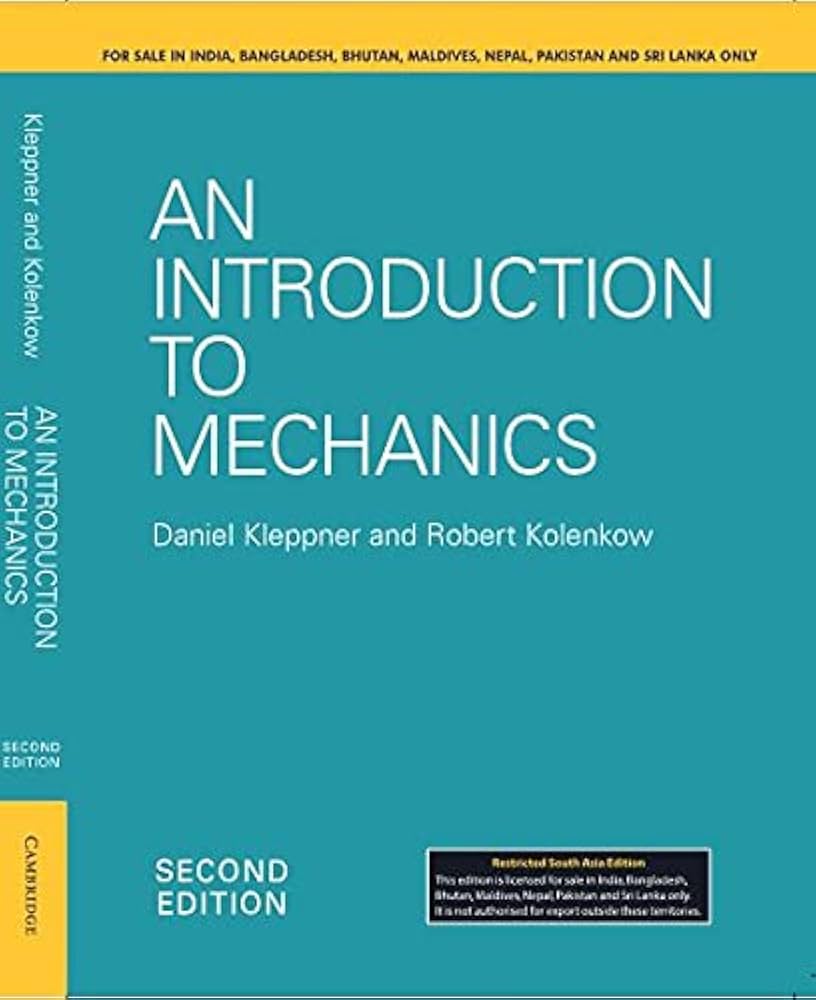 FOR SALE IN INDIA, BANGLADESH, BHUTAN, MALDIVES, NEPAL, PAKISTAN AND SRI LANKA ONLY
Kleppner and Kolenkow
AN INTRODUCTION
TO MECHANICS
SECOND
EDITION
CAMBRIDGE
AN
INTRODUCTION
TO
MECHANICS
Daniel Kleppner and Robert Kolenkow
SECOND
EDITION
Restricted South Asia Edition
This edition is licensed for sale in India, Bangladesh,
Bhutan, Maldives, Nepal, Pakistan and Sri Lanka only.
It is not authorised for export outside these territories.